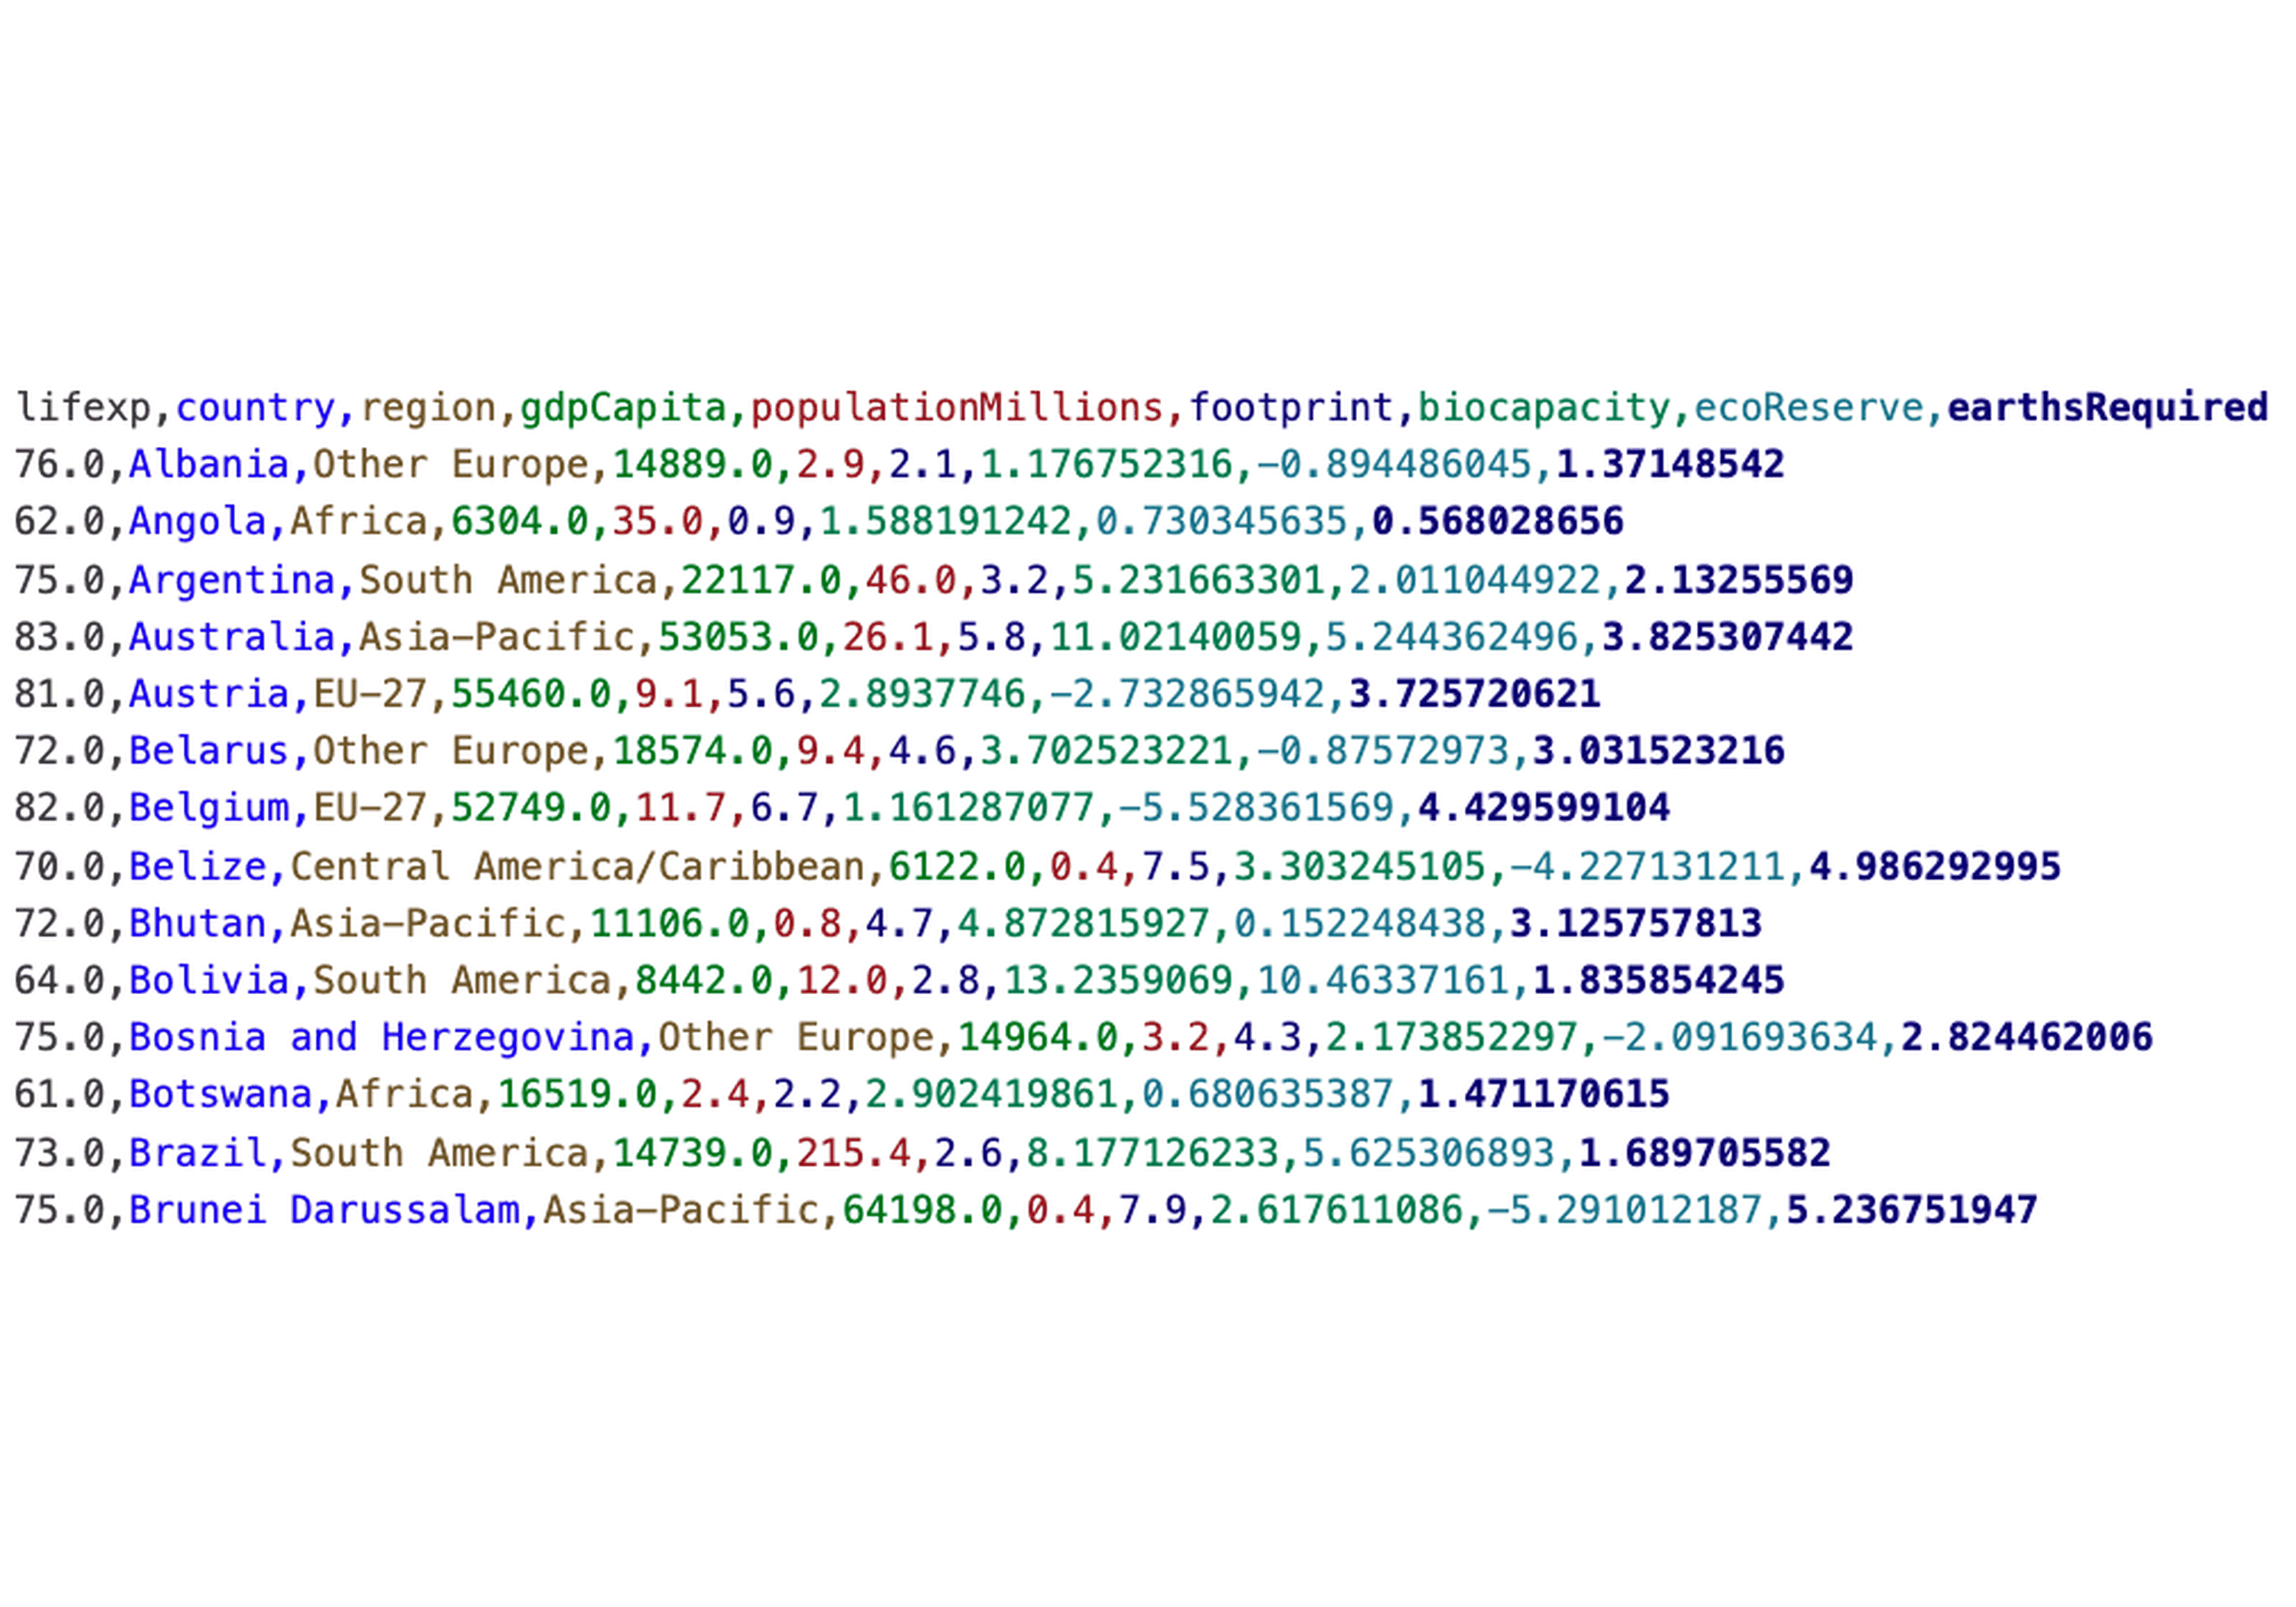 lifexp,country,region,gdpCapita,populationMillions,footprint,biocapacity,ecoReserve,earthsRequired
76.0,Albania,Other Europe,14889.0,2.9,2.1,1.176752316,-0.894486045,1.37148542
62.0,Angola,Africa,6304.0,35.0,0.9,1.588191242,0.730345635,0.568028656
75.0,Argentina,South America,22117.0,46.0,3.2,5.231663301,2.011044922,2.13255569
83.0,Australia,Asia-Pacific,53053.0,26.1,5.8,11.02140059,5.244362496,3.825307442
81.0,Austria,EU-27,55460.0,9.1,5.6,2.8937746,-2.732865942,3.725720621
72.0,Belarus,Other Europe,18574.0,9.4,4.6,3.702523221,-0.87572973,3.031523216
82.0,Belgium,EU-27,52749.0,11.7,6.7,1.161287077,-5.528361569,4.429599104
70.0,Belize,Central America/Caribbean,6122.0,0.4,7.5,3.303245105,-4.227131211,4.986292995
72.0,Bhutan,Asia-Pacific,11106.0,0.8,4.7,4.872815927,0.152248438,3.125757813
64.0,Bolivia,South America,8442.0,12.0,2.8,13.2359069,10.46337161,1.835854245
75.0,Bosnia and Herzegovina,Other Europe,14964.0,3.2,4.3,2.173852297,-2.091693634,2.824462006
61.0,Botswana,Africa,16519.0,2.4,2.2,2.902419861,0.680635387,1.471170615
73.0,Brazil,South America,14739.0,215.4,2.6,8.177126233,5.625306893,1.689705582
75.0,Brunei Darussalam,Asia-Pacific,64198.0,0.4,7.9,2.617611086,-5.291012187,5.236751947